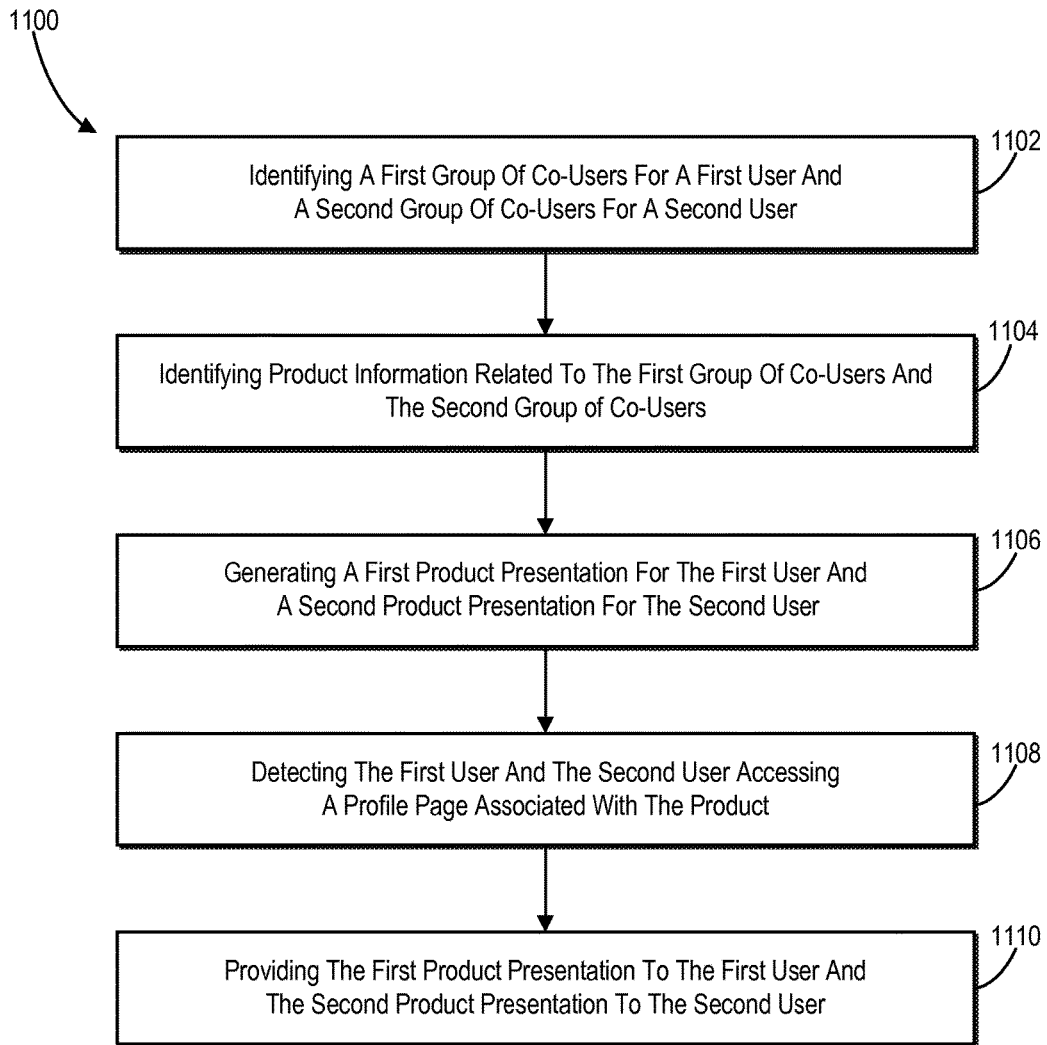 1100
1102
Identifying A First Group Of Co-Users For A First User And
A Second Group Of Co-Users For A Second User
1104
Identifying Product Information Related To The First Group Of Co-Users And
The Second Group of Co-Users
1106
Generating A First Product Presentation For The First User And
A Second Product Presentation For The Second User
1108
Detecting The First User And The Second User Accessing
A Profile Page Associated With The Product
1110
Providing The First Product Presentation To The First User And
The Second Product Presentation To The Second User